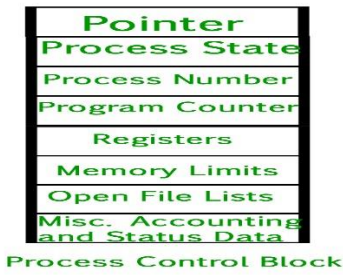 Pointer
Process State
Process Number
Program Counter
Registers
Memory Limits
Open File Lists
Misc. Accounting
and Status Data
Process Control Block